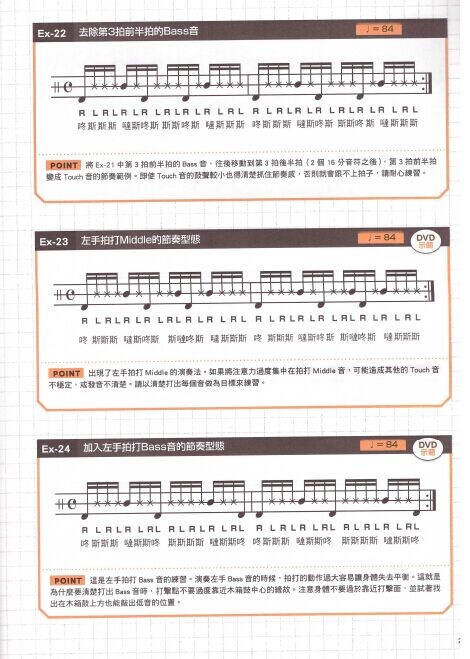 Ex-22 去除第3拍前半拍的Bass音 ♩= 84
R L R L R L R L R L R L R L R L R L R L R L R L R L R L R L R L
咚斯斯斯 噠斯咚斯 斯斯咚斯 噠斯斯斯 咚斯斯斯 噠斯咚斯 斯斯咚斯 噠斯斯斯
POINT 將 Ex-21 中第 3 拍前半拍的 Bass 音,往後移動到第 3 拍後半拍(2 個 16 分音符之後),第 3 拍前半拍
變成 Touch 音的節奏範例。即使 Touch 音的鼓聲較小也得清楚抓住節奏感,否則就會跟不上拍子,請耐心練習。
Ex-23 左手拍打Middle的節奏型態 ♩= 84 DVD
示範
R L R L R L R L R L R L R L R L R L R L R L R L R L R L R L R L
咚 斯斯斯 噠斯咚斯 斯噠咚斯 噠斯斯斯 咚 斯斯斯 噠斯咚斯 斯噠咚斯 噠斯斯斯
POINT 出現了左手拍打 Middle 的演奏法。如果將注意力過度集中在拍打 Middle 音,可能造成其他的 Touch 音
不穩定,或發音不清楚。請以清楚打出每個音做為目標來練習。
Ex-24 加入左手拍打Bass音的節奏型態 ♩= 84 DVD
示範
R L R L R L R L R L R L R L R L R L R L R L R L R L R L R L R L
咚 斯斯斯 噠斯斯咚 斯斯咚斯 噠斯斯咚 咚 斯斯斯 噠斯斯咚 斯斯咚斯 噠斯斯咚
POINT 這是左手拍打 Bass 音的練習。演奏左手 Bass 音的時候,拍打的動作過大容易讓身體失去平衡。這就是
為什麼要清楚打出 Bass 音時,打擊點不要過度靠近木箱鼓中心的緣故。注意身體不要過於靠近打擊面,並試著找
出在木箱鼓上方也能敲出低音的位置。